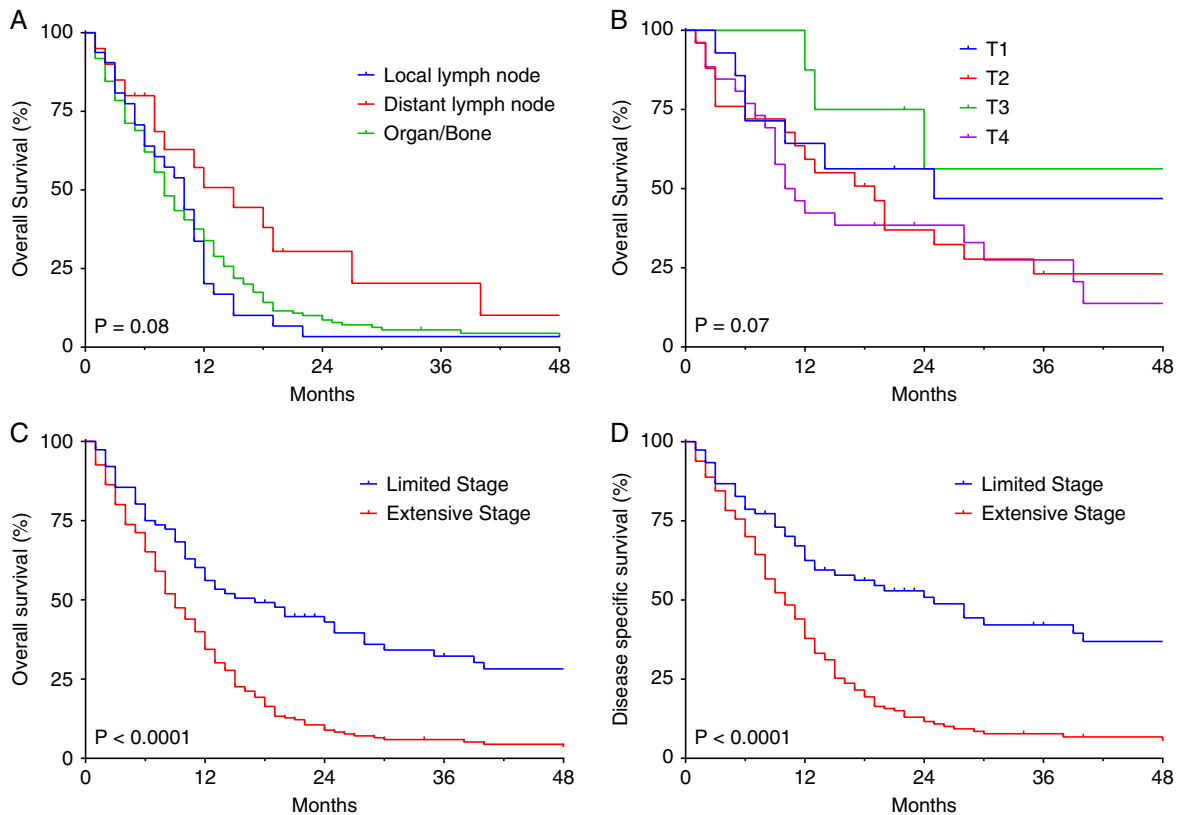 A
Overall Survival (%)
100
75
50
25
0
Local lymph node
Distant lymph node
Organ/Bone
P = 0.08
0 12 24 36 48
Months
B
Overall Survival (%)
100
75
50
25
0
T1
T2
T3
T4
P = 0.07
0 12 24 36 48
Months
C
Overall survival (%)
100
75
50
25
0
Limited Stage
Extensive Stage
P < 0.0001
0 12 24 36 48
Months
D
Disease specific survival (%)
100
75
50
25
0
Limited Stage
Extensive Stage
P < 0.0001
0 12 24 36 48
Months